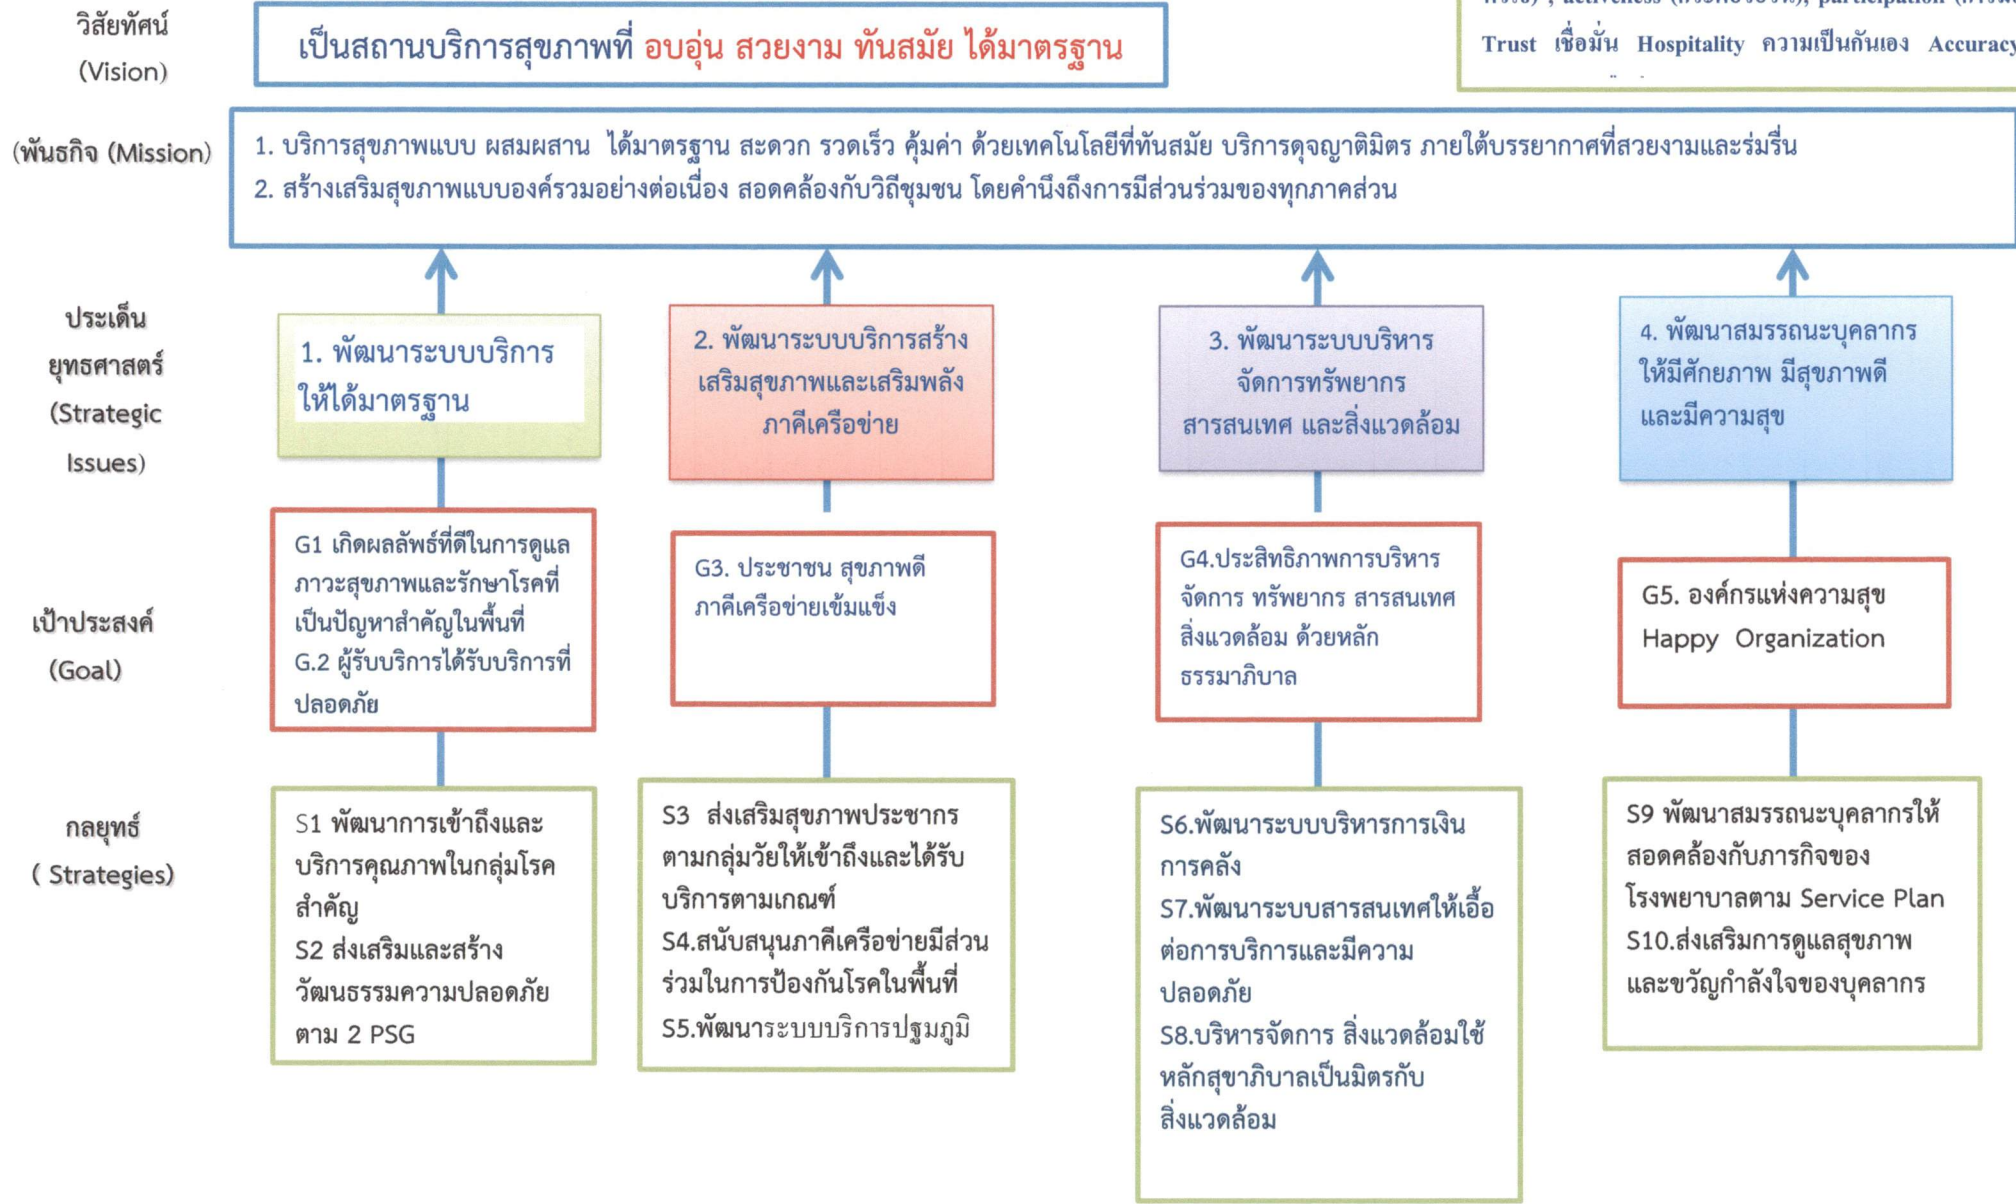 วิสัยทัศน์
(Vision)
เป็นสถานบริการสุขภาพที่ อบอุ่น สวยงาม ทันสมัย ได้มาตรฐาน
activeness participation
Trust เชื่อมั่น Hospitality ความเป็นกันเอง Accuracy
(พันธกิจ (Mission)
1. บริการสุขภาพแบบ ผสมผสาน ได้มาตรฐาน สะดวก รวดเร็ว คุ้มค่า ด้วยเทคโนโลยีที่ทันสมัย บริการดุจญาติมิตร ภายใต้บรรยากาศที่สวยงามและร่มรื่น
2. สร้างเสริมสุขภาพแบบองค์รวมอย่างต่อเนื่อง สอดคล้องกับวิถีชุมชน โดยคำนึงถึงการมีส่วนร่วมของทุกภาคส่วน
ประเด็น
ยุทธศาสตร์
(Strategic
Issues)
1. พัฒนาระบบบริการ
ให้ได้มาตรฐาน
2. พัฒนาระบบบริการสร้าง
เสริมสุขภาพและเสริมพลัง
ภาคีเครือข่าย
3. พัฒนาระบบบริหาร
จัดการทรัพยากร
สารสนเทศ และสิ่งแวดล้อม
4. พัฒนาสมรรถนะบุคลากร
ให้มีศักยภาพ มีสุขภาพดี
และมีความสุข
เป้าประสงค์
(Goal)
G1 เกิดผลลัพธ์ที่ดีในการดูแล
ภาวะสุขภาพและรักษาโรคที่
เป็นปัญหาสำคัญในพื้นที่
G.2 ผู้รับบริการได้รับบริการที่
ปลอดภัย
G3. ประชาชน สุขภาพดี
ภาคีเครือข่ายเข้มแข็ง
G4.ประสิทธิภาพการบริหาร
จัดการ ทรัพยากร สารสนเทศ
สิ่งแวดล้อม ด้วยหลัก
ธรรมาภิบาล
G5. องค์กรแห่งความสุข
Happy Organization
กลยุทธ์
( Strategies)
S1 พัฒนาการเข้าถึงและ
บริการคุณภาพในกลุ่มโรค
สำคัญ
S2 ส่งเสริมและสร้าง
วัฒนธรรมความปลอดภัย
ตาม 2 PSG
S3 ส่งเสริมสุขภาพประชากร
ตามกลุ่มวัยให้เข้าถึงและได้รับ
บริการตามเกณฑ์
S4.สนับสนุนภาคีเครือข่ายมีส่วน
ร่วมในการป้องกันโรคในพื้นที่
S5.พัฒนาระบบบริการปฐมภูมิ
S6.พัฒนาระบบบริหารการเงิน
การคลัง
S7.พัฒนาระบบสารสนเทศให้เอื้อ
ต่อการบริการและมีความ
ปลอดภัย
S8.บริหารจัดการ สิ่งแวดล้อมใช้
หลักสุขาภิบาลเป็นมิตรกับ
สิ่งแวดล้อม
S9 พัฒนาสมรรถนะบุคลากรให้
สอดคล้องกับภารกิจของ
โรงพยาบาลตาม Service Plan
S10.ส่งเสริมการดูแลสุขภาพ
และขวัญกำลังใจของบุคลากร